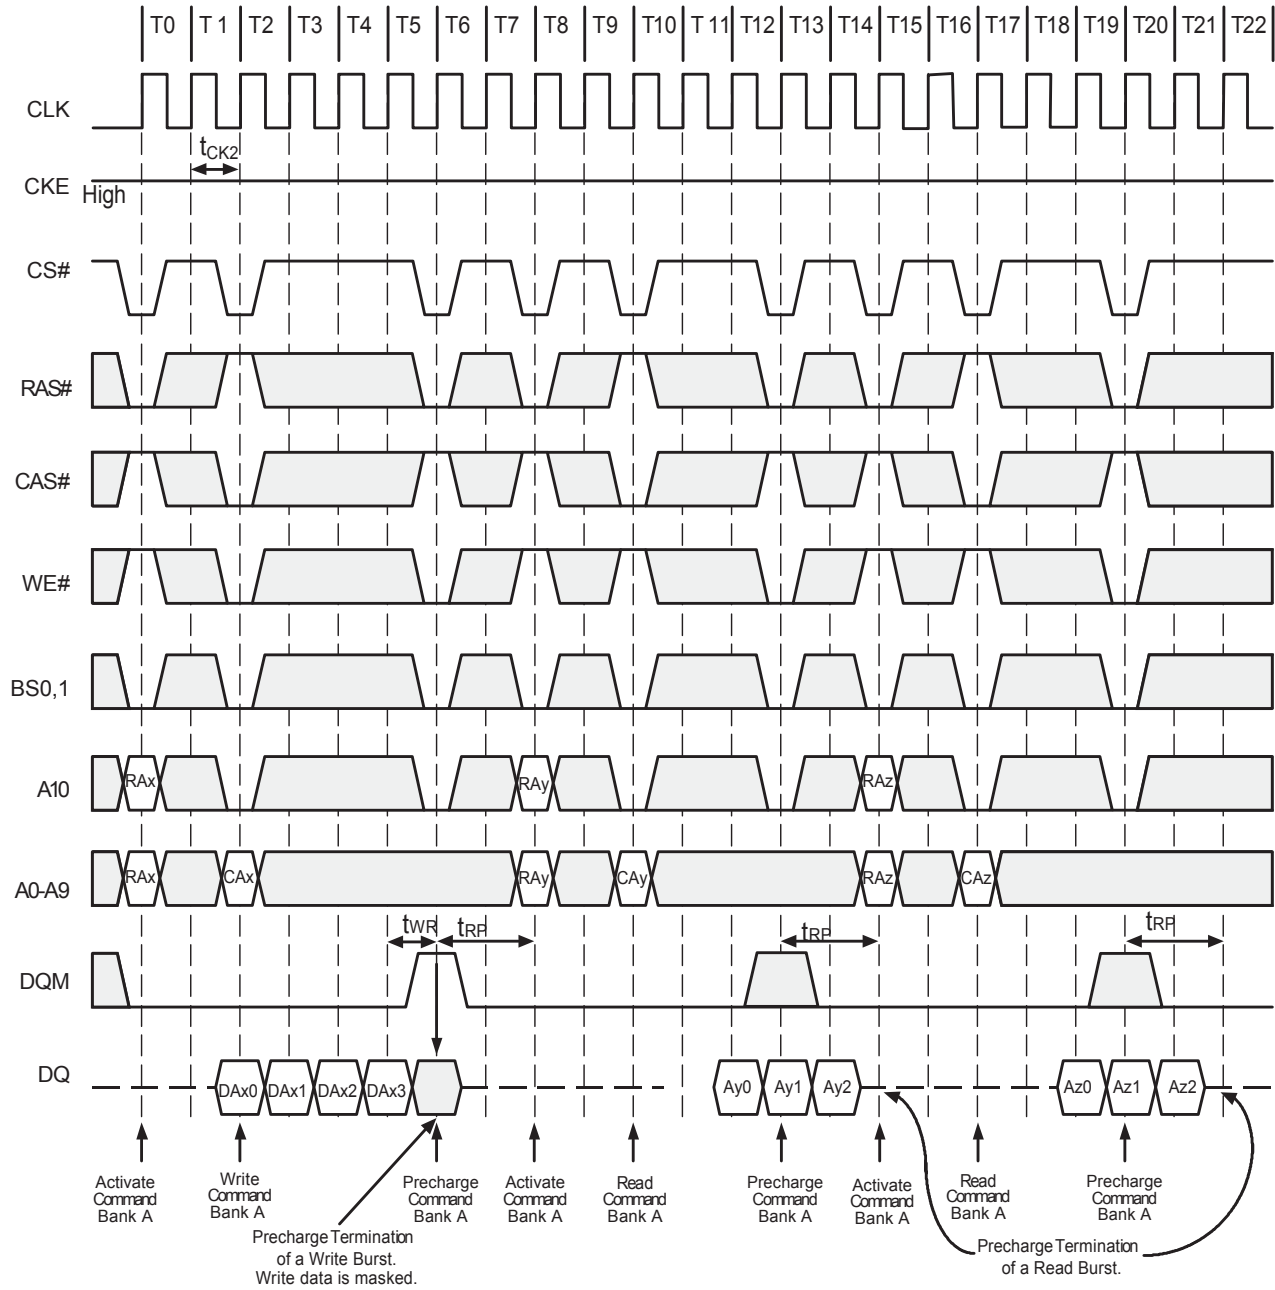 T0 T 1 T2 T3 T4 T5 T6 T7 T8 T9 T10 T 11 T12 T13 T14 T15 T16 T17 T18 T19 T20 T21 T22
CLK
tCK2
CKE High
CS#
RAS#
CAS#
WE#
BS0,1
A10 RAx RAy RAz
A0-A9 RAx CAx RAy CAy RAz CAz
tWR tRP tRP tRP
DQM
DQ DAx0 DAx1 DAx2 DAx3 Ay0 Ay1 Ay2 Az0 Az1 Az2
Activate
Command
Bank A
Write
Command
Bank A
Precharge
Command
Bank A
Activate
Command
Bank A
Read
Command
Bank A
Precharge
Command
Bank A
Activate
Command
Bank A
Read
Command
Bank A
Precharge
Command
Bank A
Precharge Termination
of a Write Burst.
Write data is masked.
Precharge Termination
of a Read Burst.